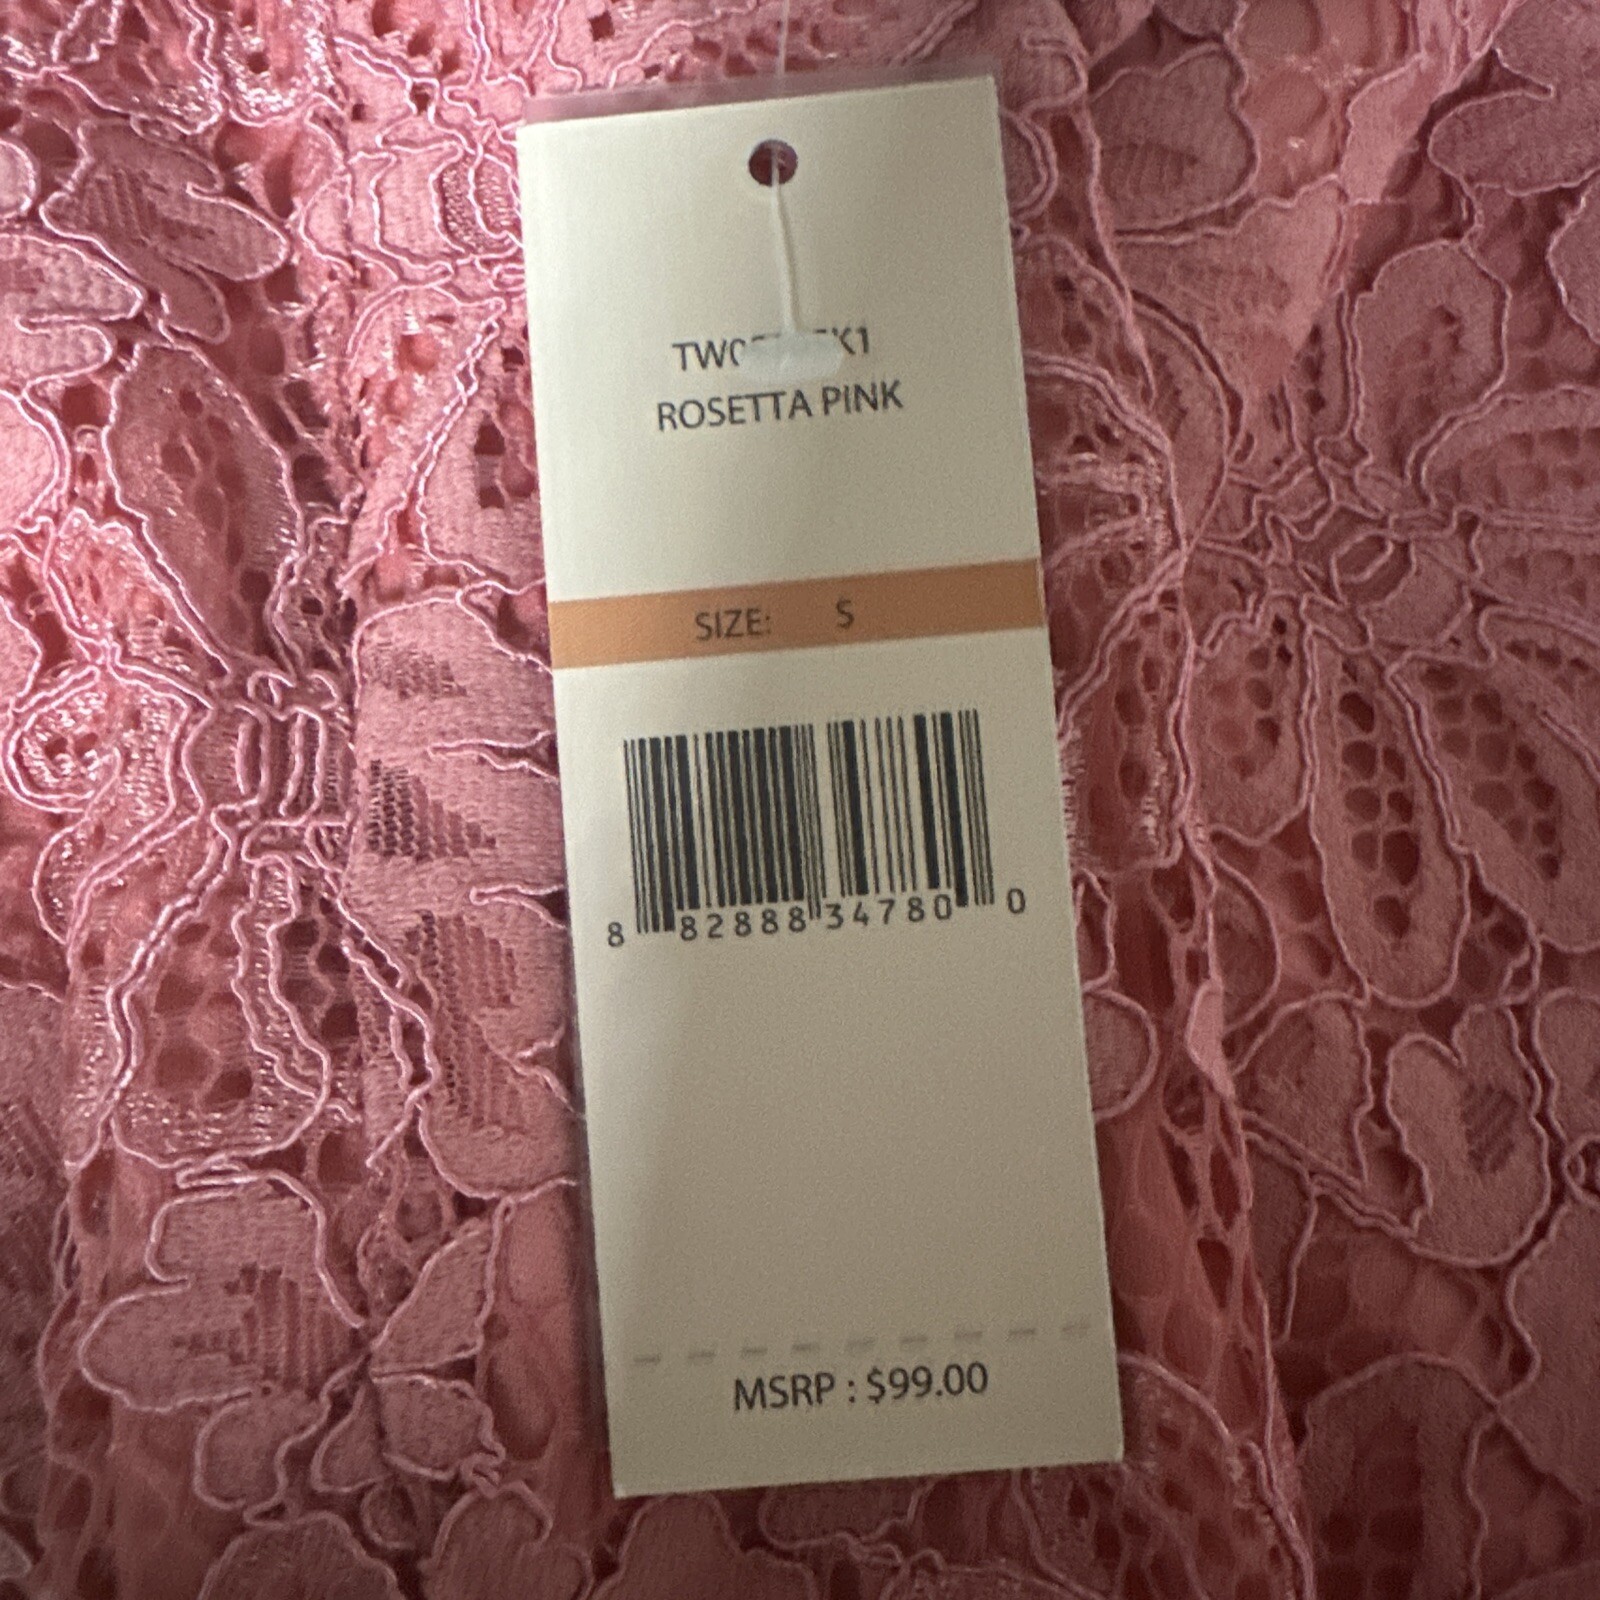 ROSETTA PINK
SIZE: S
8 82888 34780 0
MSRP : $99.00